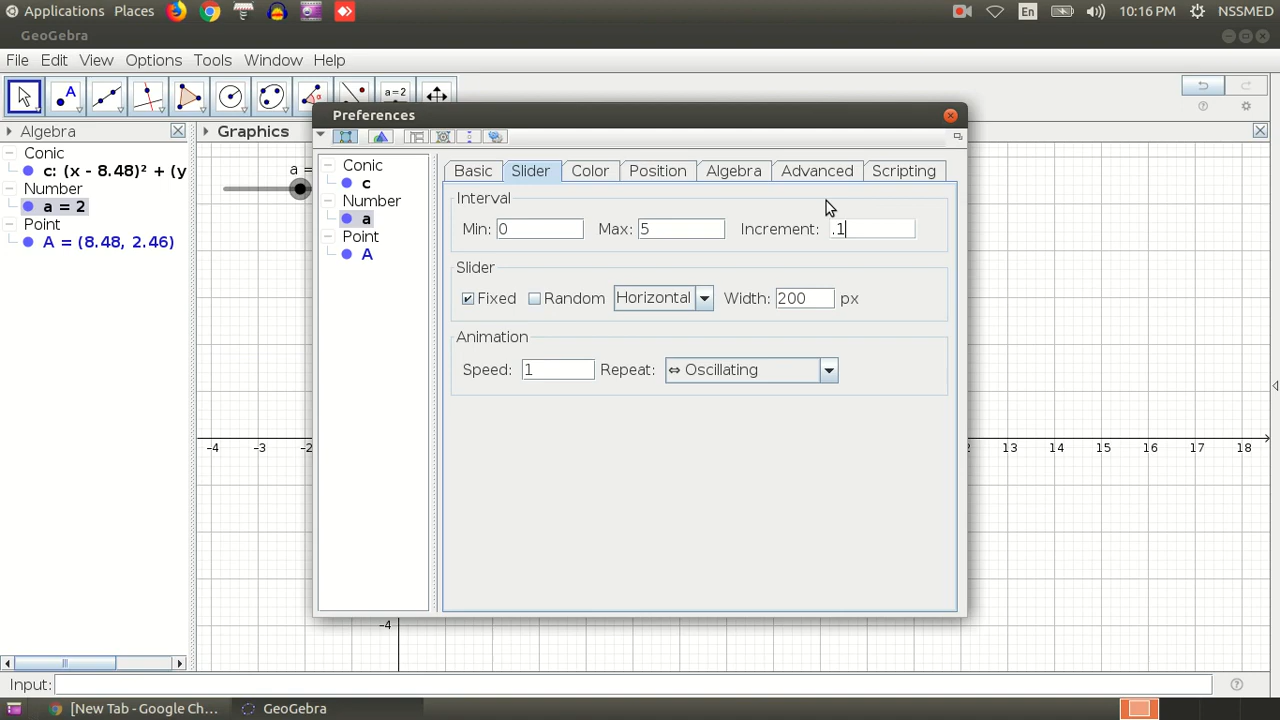 Applications Places En 10:16 PM NSSMED
GeoGebra
File Edit View Options Tools Window Help
A a=2
Preferences
Algebra Graphics
Conic
c: (x - 8.48)² + (y
Number
a = 2
Point
A = (8.48, 2.46)
a =
Conic
c
Number
a
Point
A
Basic Slider Color Position Algebra Advanced Scripting
Interval
Min: 0 Max: 5 Increment: .1
Slider
Fixed Random Horizontal Width: 200 px
Animation
Speed: 1 Repeat: ⇔ Oscillating
-4 -3 -2 13 14 15 16 17 18
-4
Input:
[New Tab - Google Ch... GeoGebra